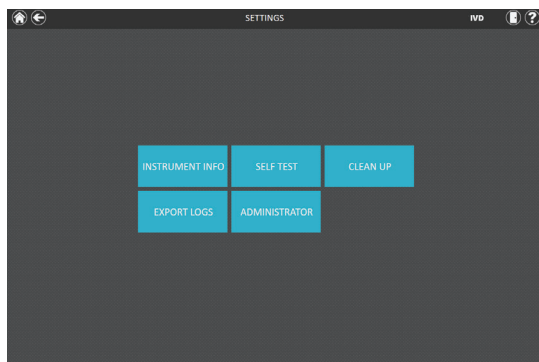 SETTINGS IVD ?
INSTRUMENT INFO SELF TEST CLEAN UP
EXPORT LOGS ADMINISTRATOR